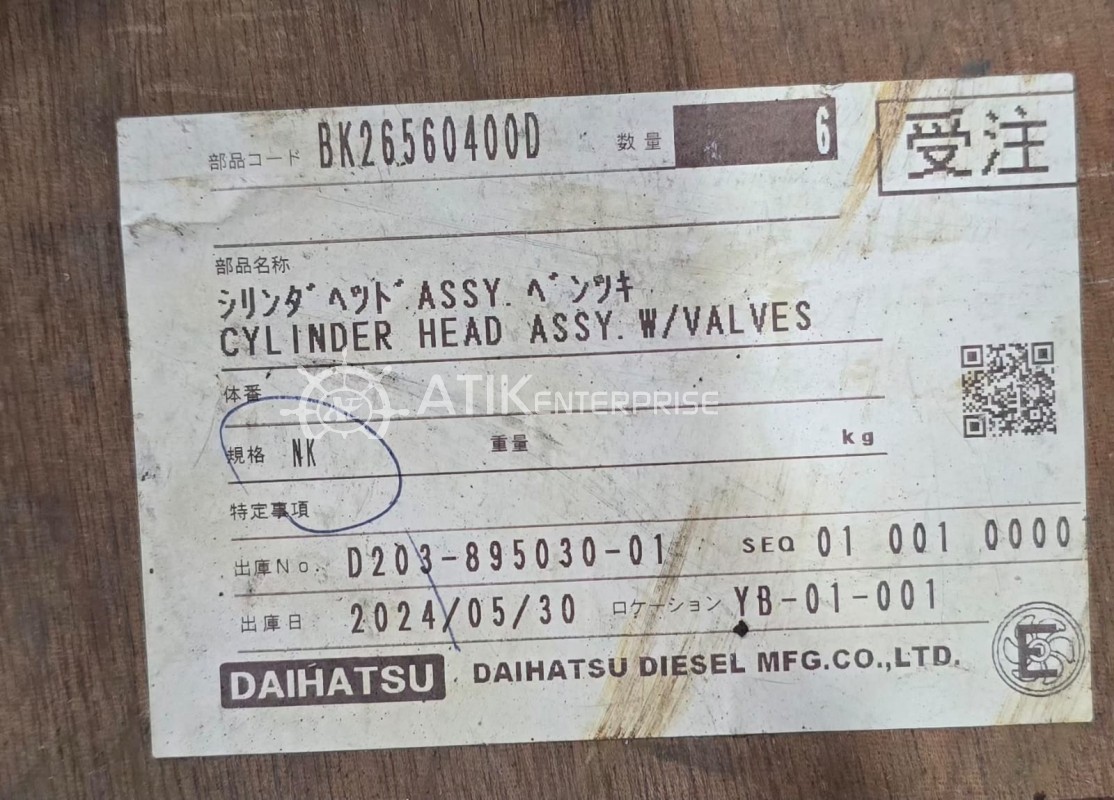 部品コード BK26560400D 数量 6 受注
部品名称
シリンダヘツド ASSY. ベンツキ
CYLINDER HEAD ASSY. W/VALVES
体番
ATIK ENTERPRISE
規格 NK 重量 kg
特定事項
出庫No. D203-895030-01 SEQ 01 001 0000
出庫日 2024/05/30 ロケーション YB-01-001
DAIHATSU DAIHATSU DIESEL MFG.CO.,LTD. E